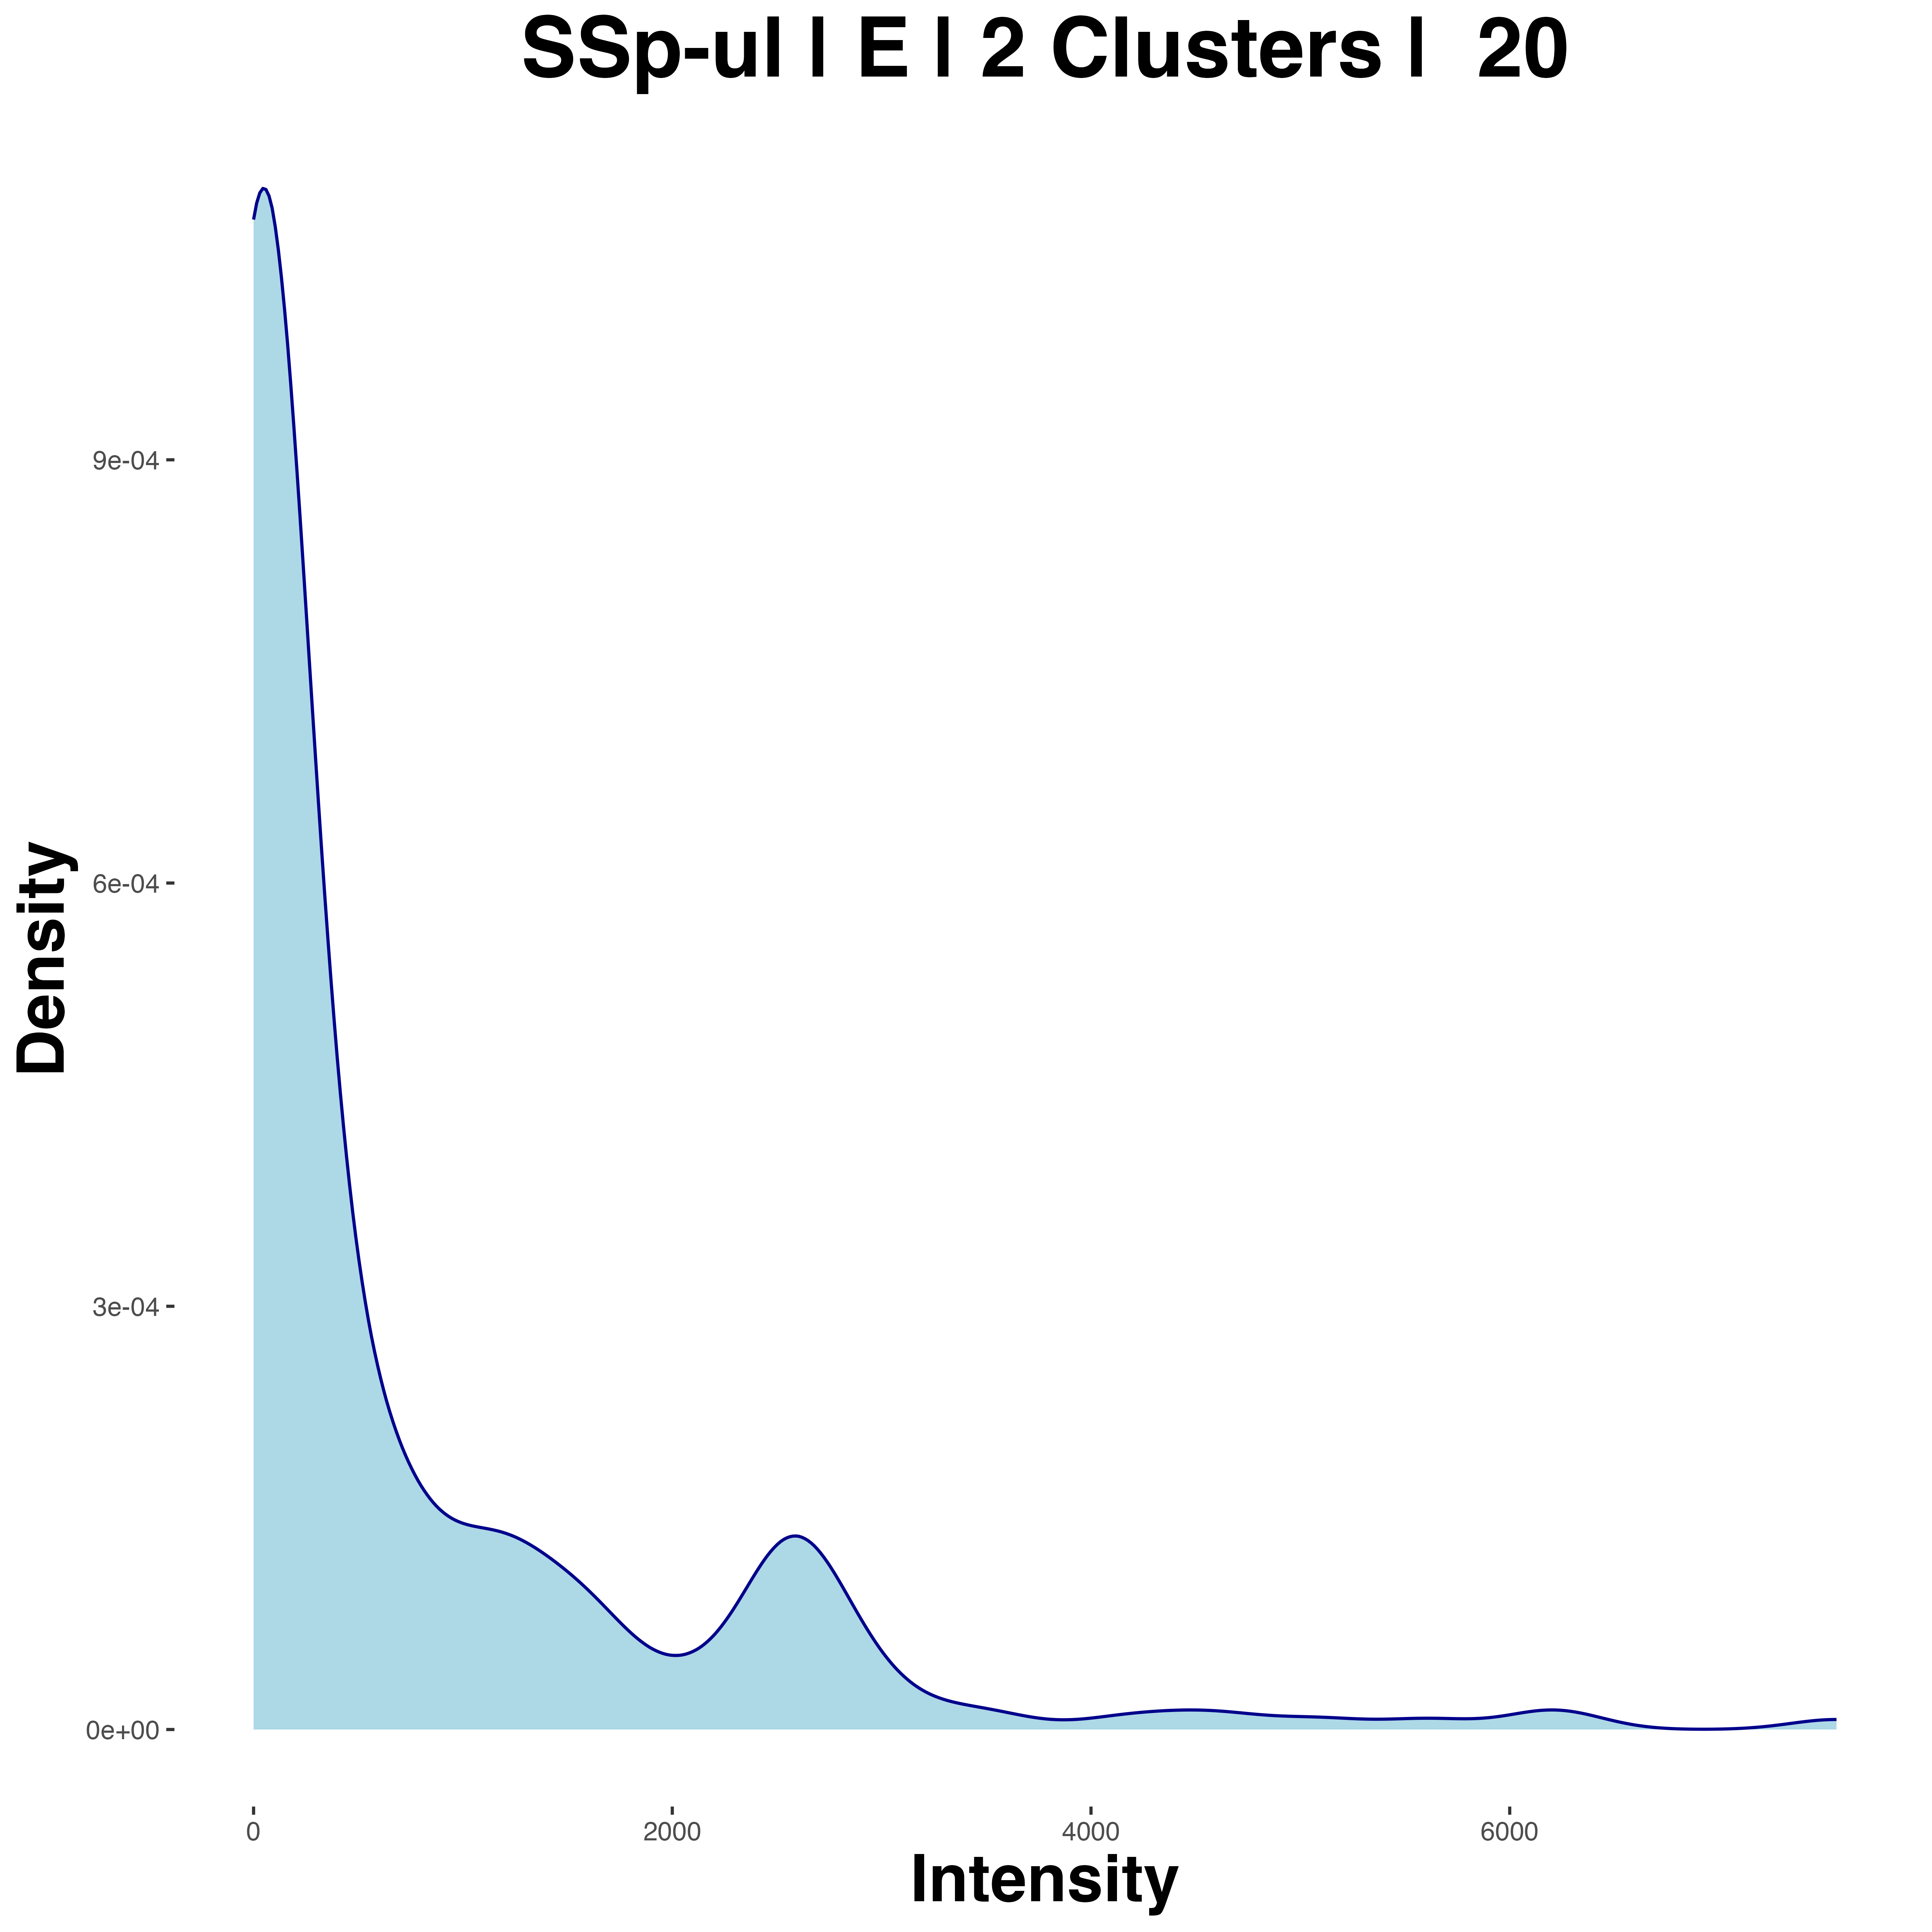 SSp-ul | E | 2 Clusters | 20
Density
9e-04
6e-04
3e-04
0e+00
0
2000
4000
6000
Intensity